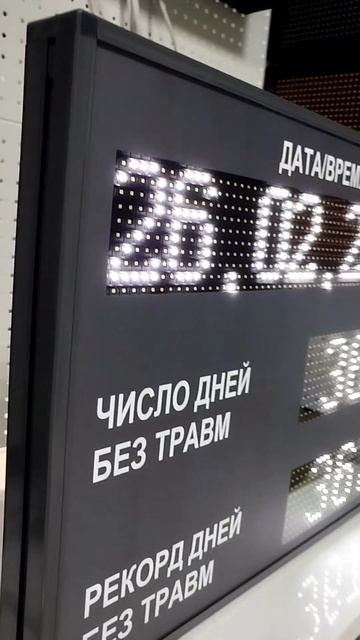 ДАТА/ВРЕМ
26.02.2
ЧИСЛО ДНЕЙ
БЕЗ ТРАВМ
РЕКОРД ДНЕЙ
БЕЗ ТРАВМ